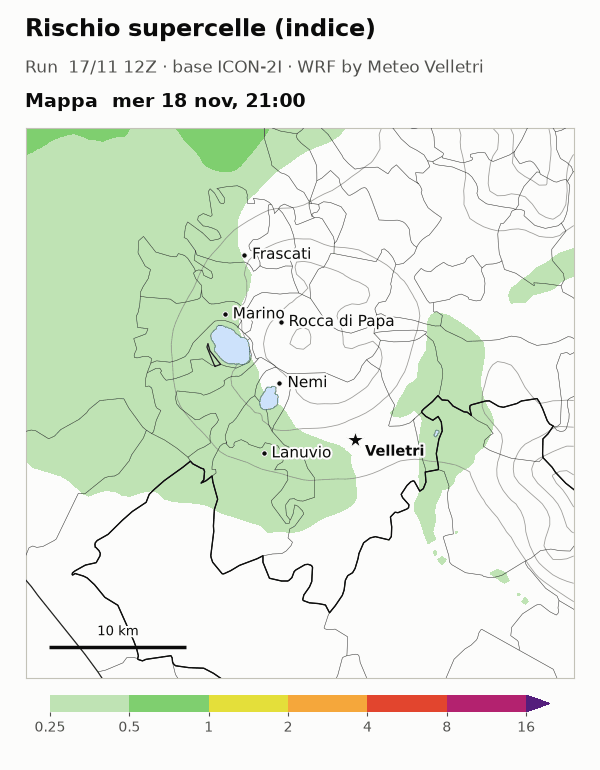 Rischio supercelle (indice)
Run  17/11 12Z · base ICON-2I · WRF by Meteo Velletri
Mappa  mer 18 nov, 21:00
Frascati
Marino
Rocca di Papa
Nemi
Velletri
Lanuvio
10 km
0.25 0.5 1 2 4 8 16